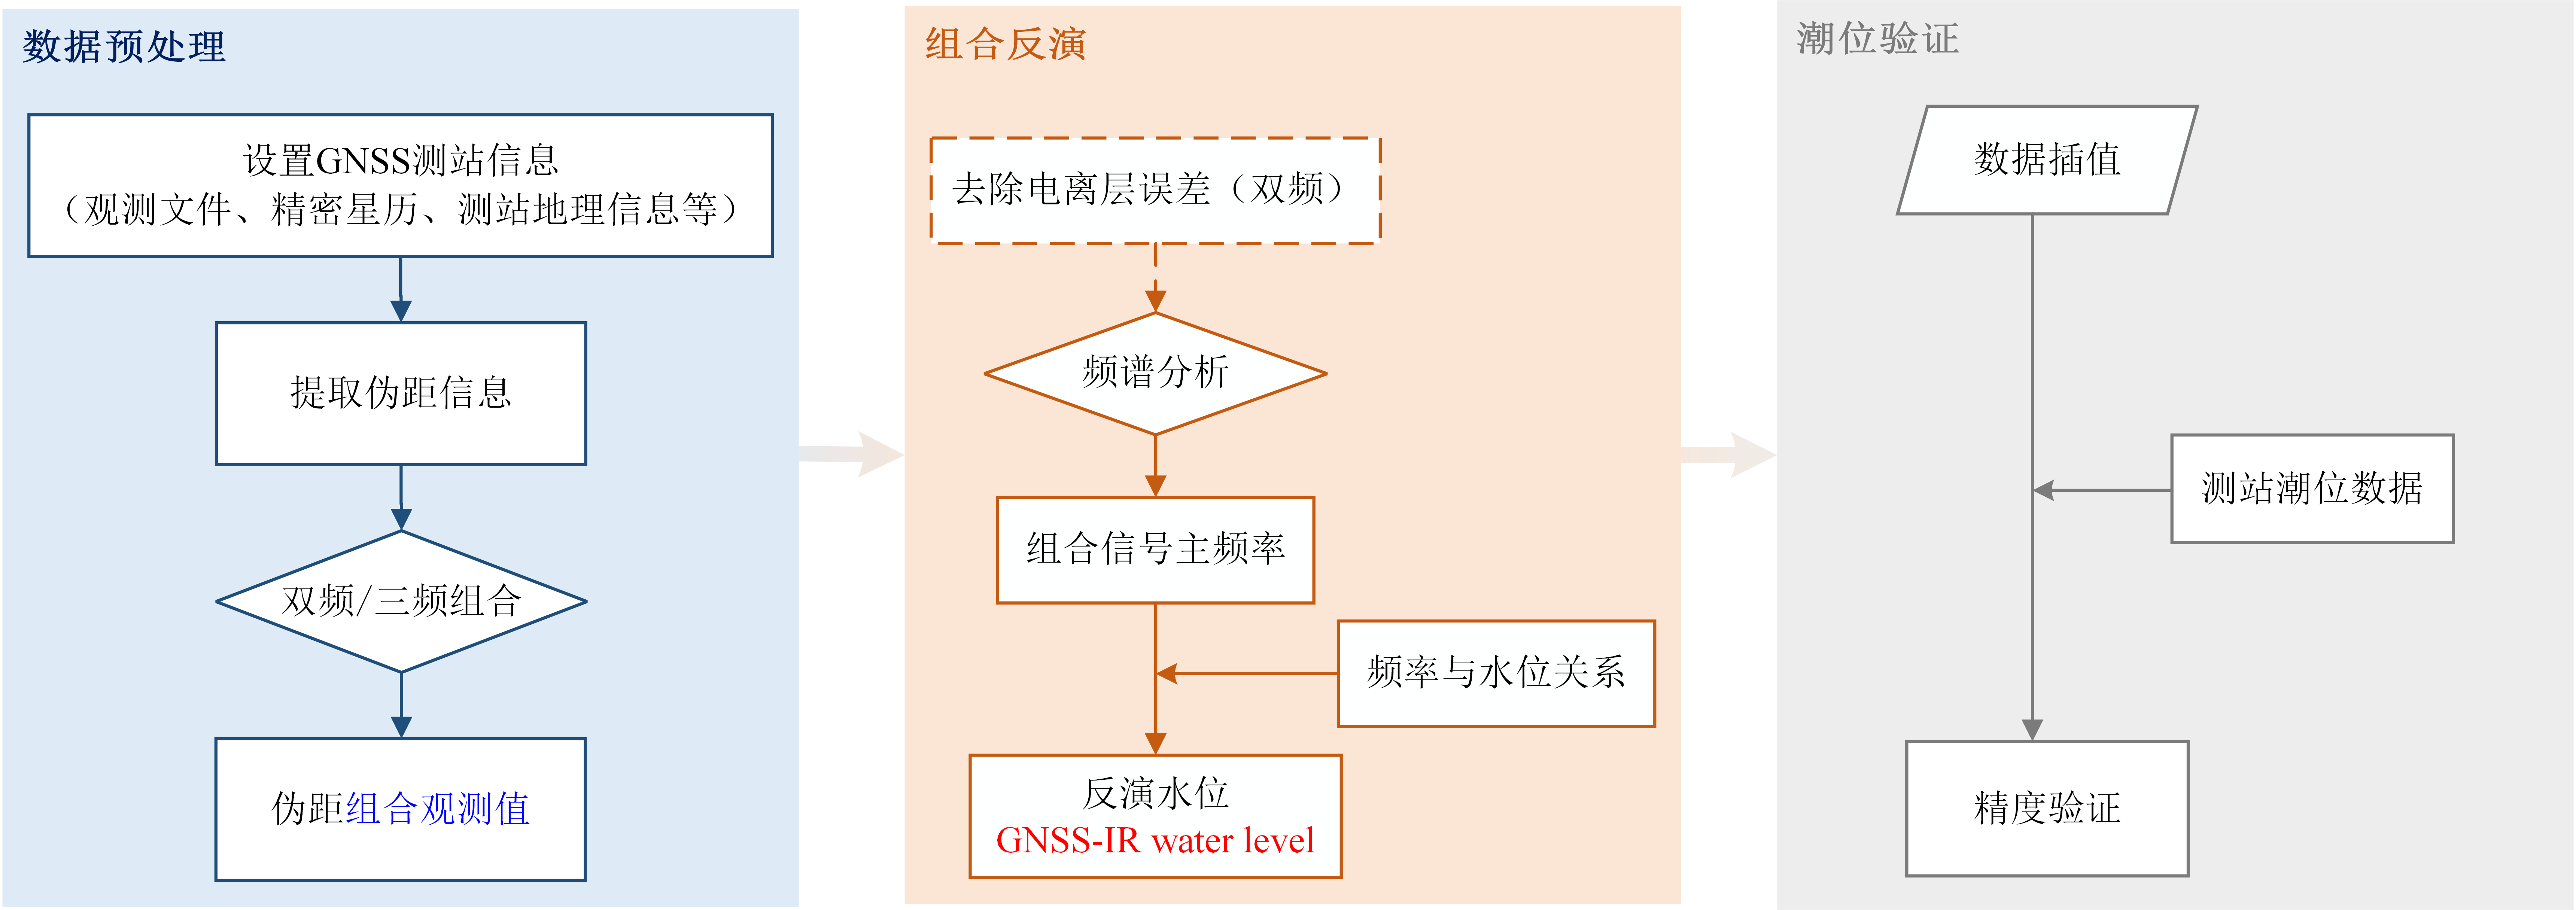 数据预处理
设置GNSS测站信息
（观测文件、精密星历、测站地理信息等）
提取伪距信息
双频/三频组合
伪距组合观测值
组合反演
去除电离层误差（双频）
频谱分析
组合信号主频率
频率与水位关系
反演水位
GNSS-IR water level
潮位验证
数据插值
测站潮位数据
精度验证